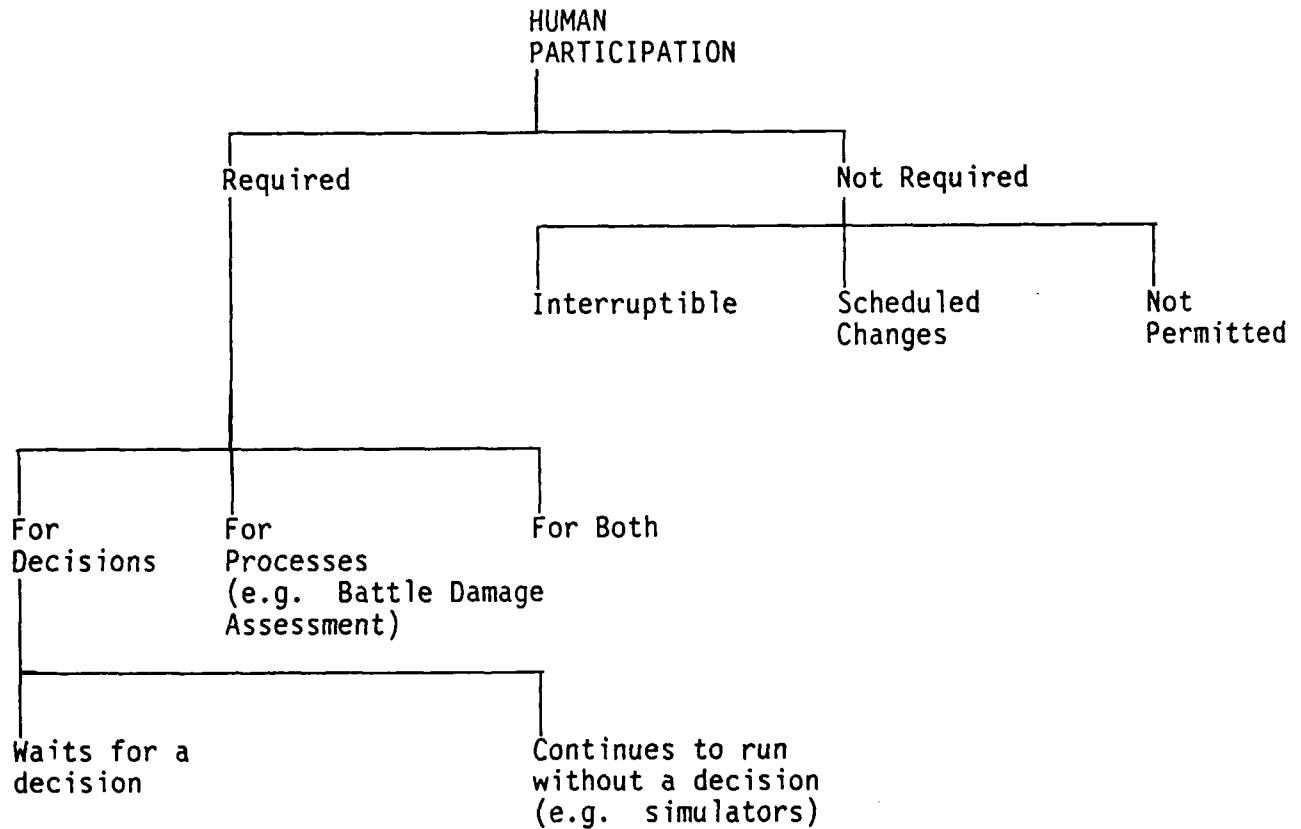 HUMAN
PARTICIPATION
Required
Not Required
Interruptible
Scheduled
Changes
Not
Permitted
For
Decisions
For
Processes
(e.g. Battle Damage
Assessment)
For Both
Waits for a
decision
Continues to run
without a decision
(e.g. simulators)